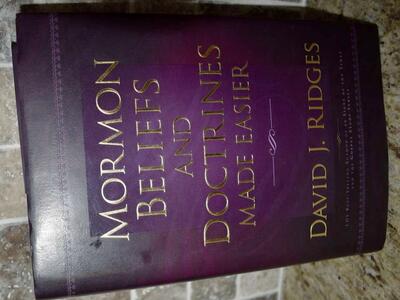 MORMON
BELIEFS
AND
DOCTRINES
MADE EASIER
DAVID J. RIDGES